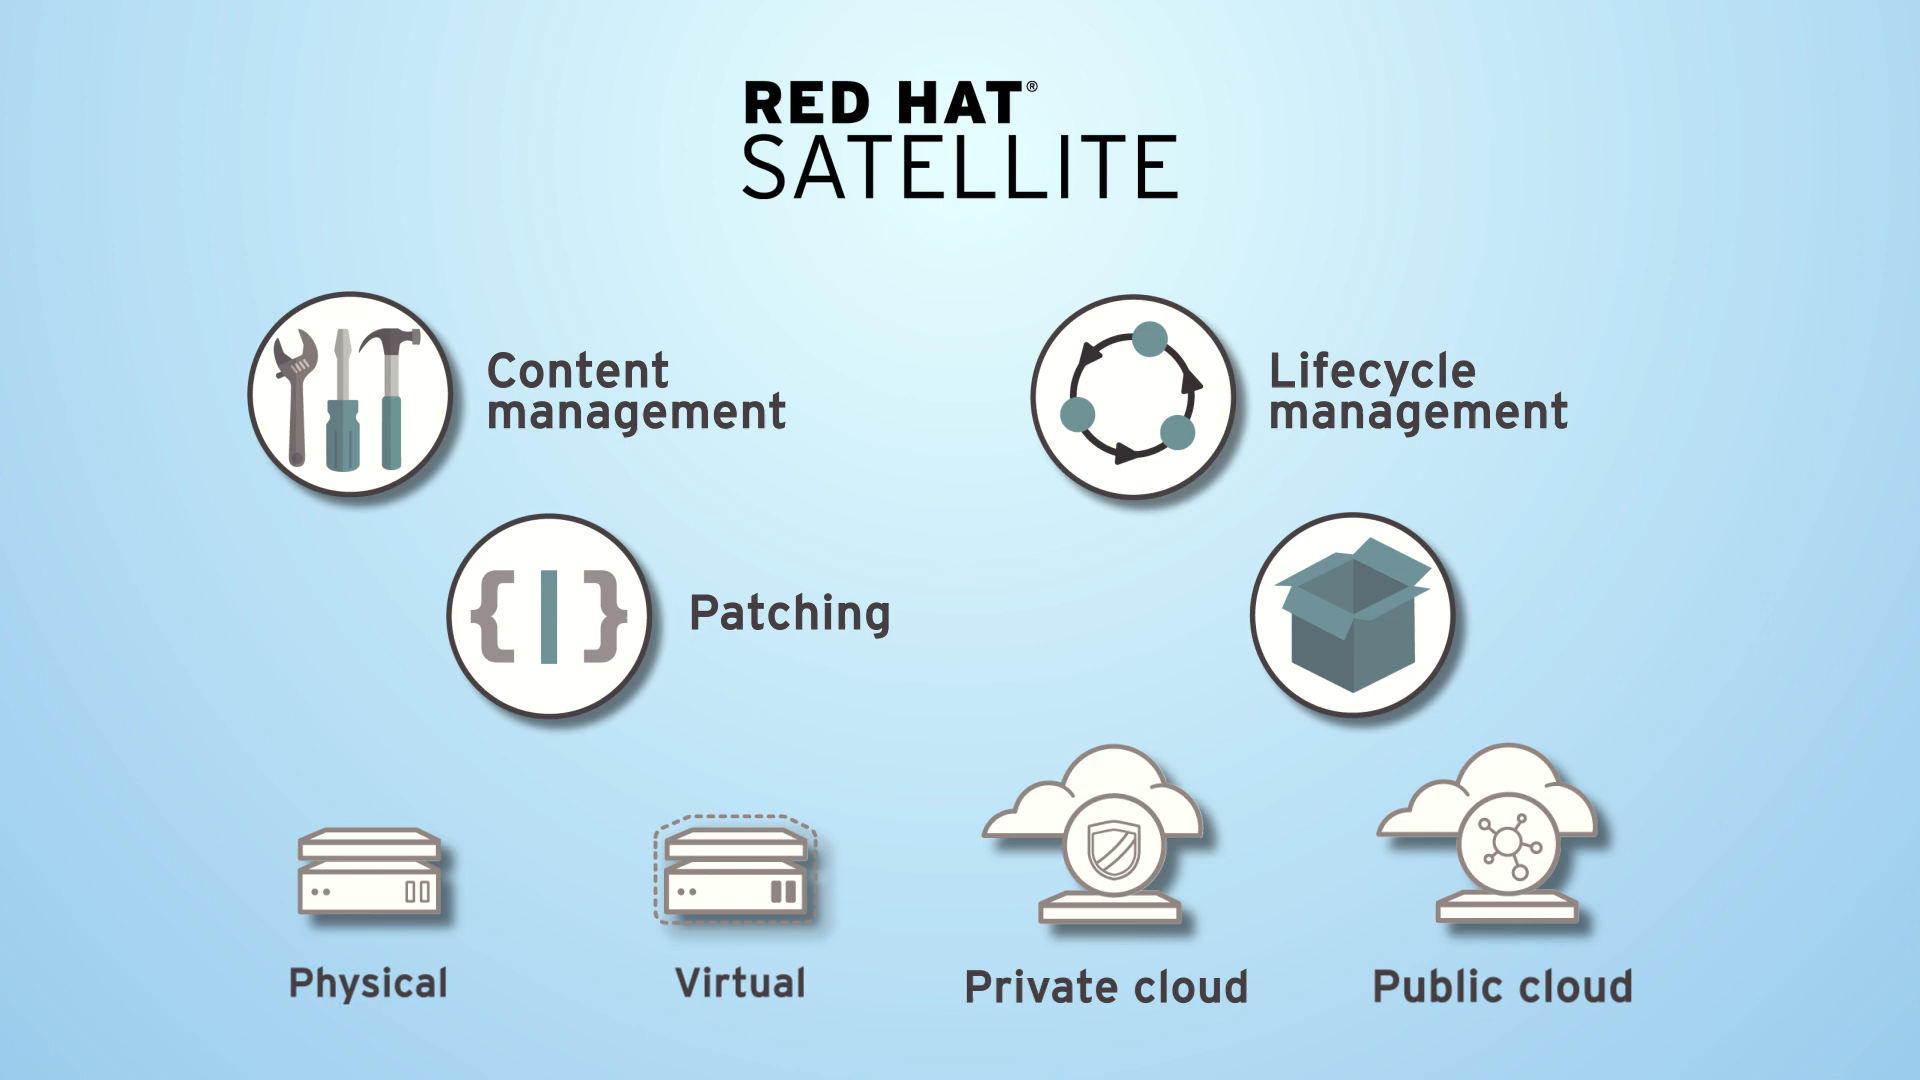 RED HAT®
SATELLITE
Content
management
Lifecycle
management
Patching
Physical
Virtual
Private cloud
Public cloud